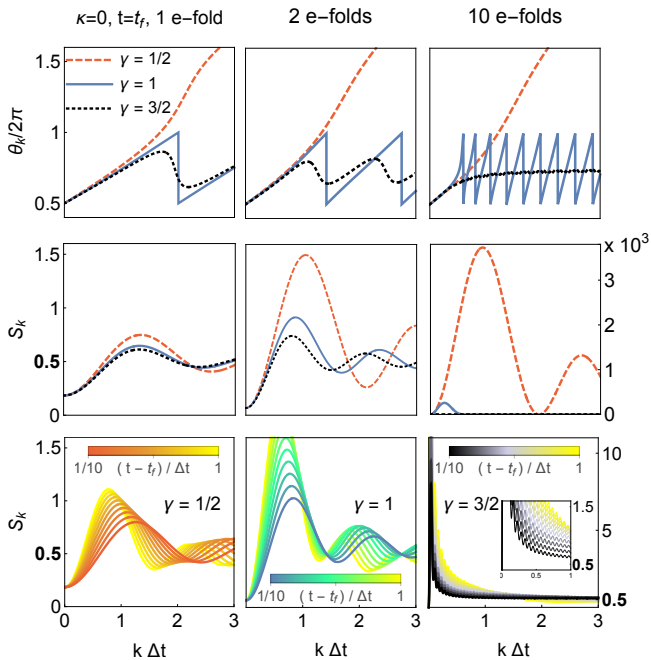 κ=0, t=t_f, 1 e-fold 2 e-folds 10 e-folds
1.5
γ = 1/2
γ = 1
γ = 3/2
θ_k/2π
1
0.5
x 10³
1.5
1.0
S_k
0.5
0
3
2
1
0
1/10 (t − t_f) / Δt 1
1/10 (t − t_f) / Δt 1
10
1.5
γ = 1/2
γ = 1
γ = 3/2
1.5
1.0
S_k
0.5
0
0.5
0. 0.5 1
5
0.5
1/10 (t − t_f) / Δt 1
0 1 2 3 0 1 2 3 0 1 2 3
k Δt k Δt k Δt